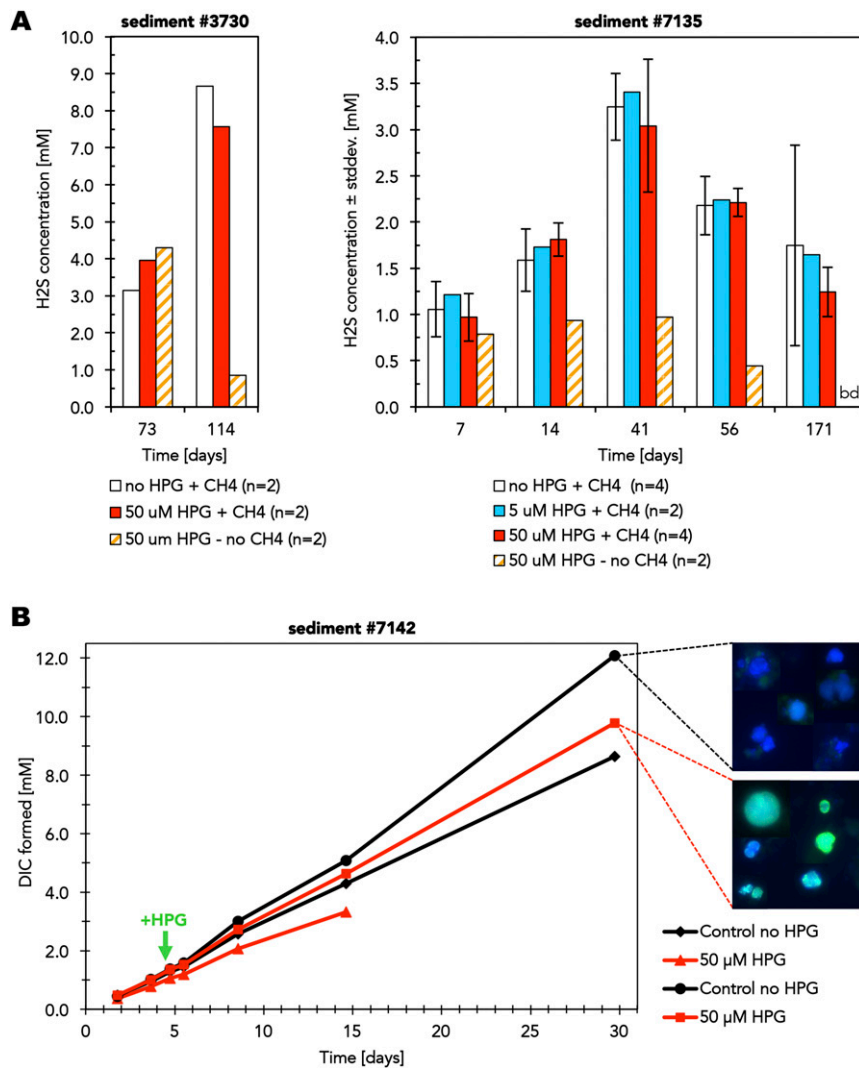 A
sediment #3730
sediment #7135
H2S concentration [mM]
10.0
9.0
8.0
7.0
6.0
5.0
4.0
3.0
2.0
1.0
0.0
73 114
Time [days]
no HPG + CH4 (n=2)
50 uM HPG + CH4 (n=2)
50 um HPG - no CH4 (n=2)
H2S concentration ± stddev. [mM]
4.0
3.5
3.0
2.5
2.0
1.5
1.0
0.5
0.0
bd
7 14 41 56 171
Time [days]
no HPG + CH4 (n=4)
5 uM HPG + CH4 (n=2)
50 uM HPG + CH4 (n=4)
50 uM HPG - no CH4 (n=2)
B
sediment #7142
DIC formed [mM]
12.0
10.0
8.0
6.0
4.0
2.0
0.0
+HPG
0 5 10 15 20 25 30
Time [days]
Control no HPG
50 µM HPG
Control no HPG
50 µM HPG